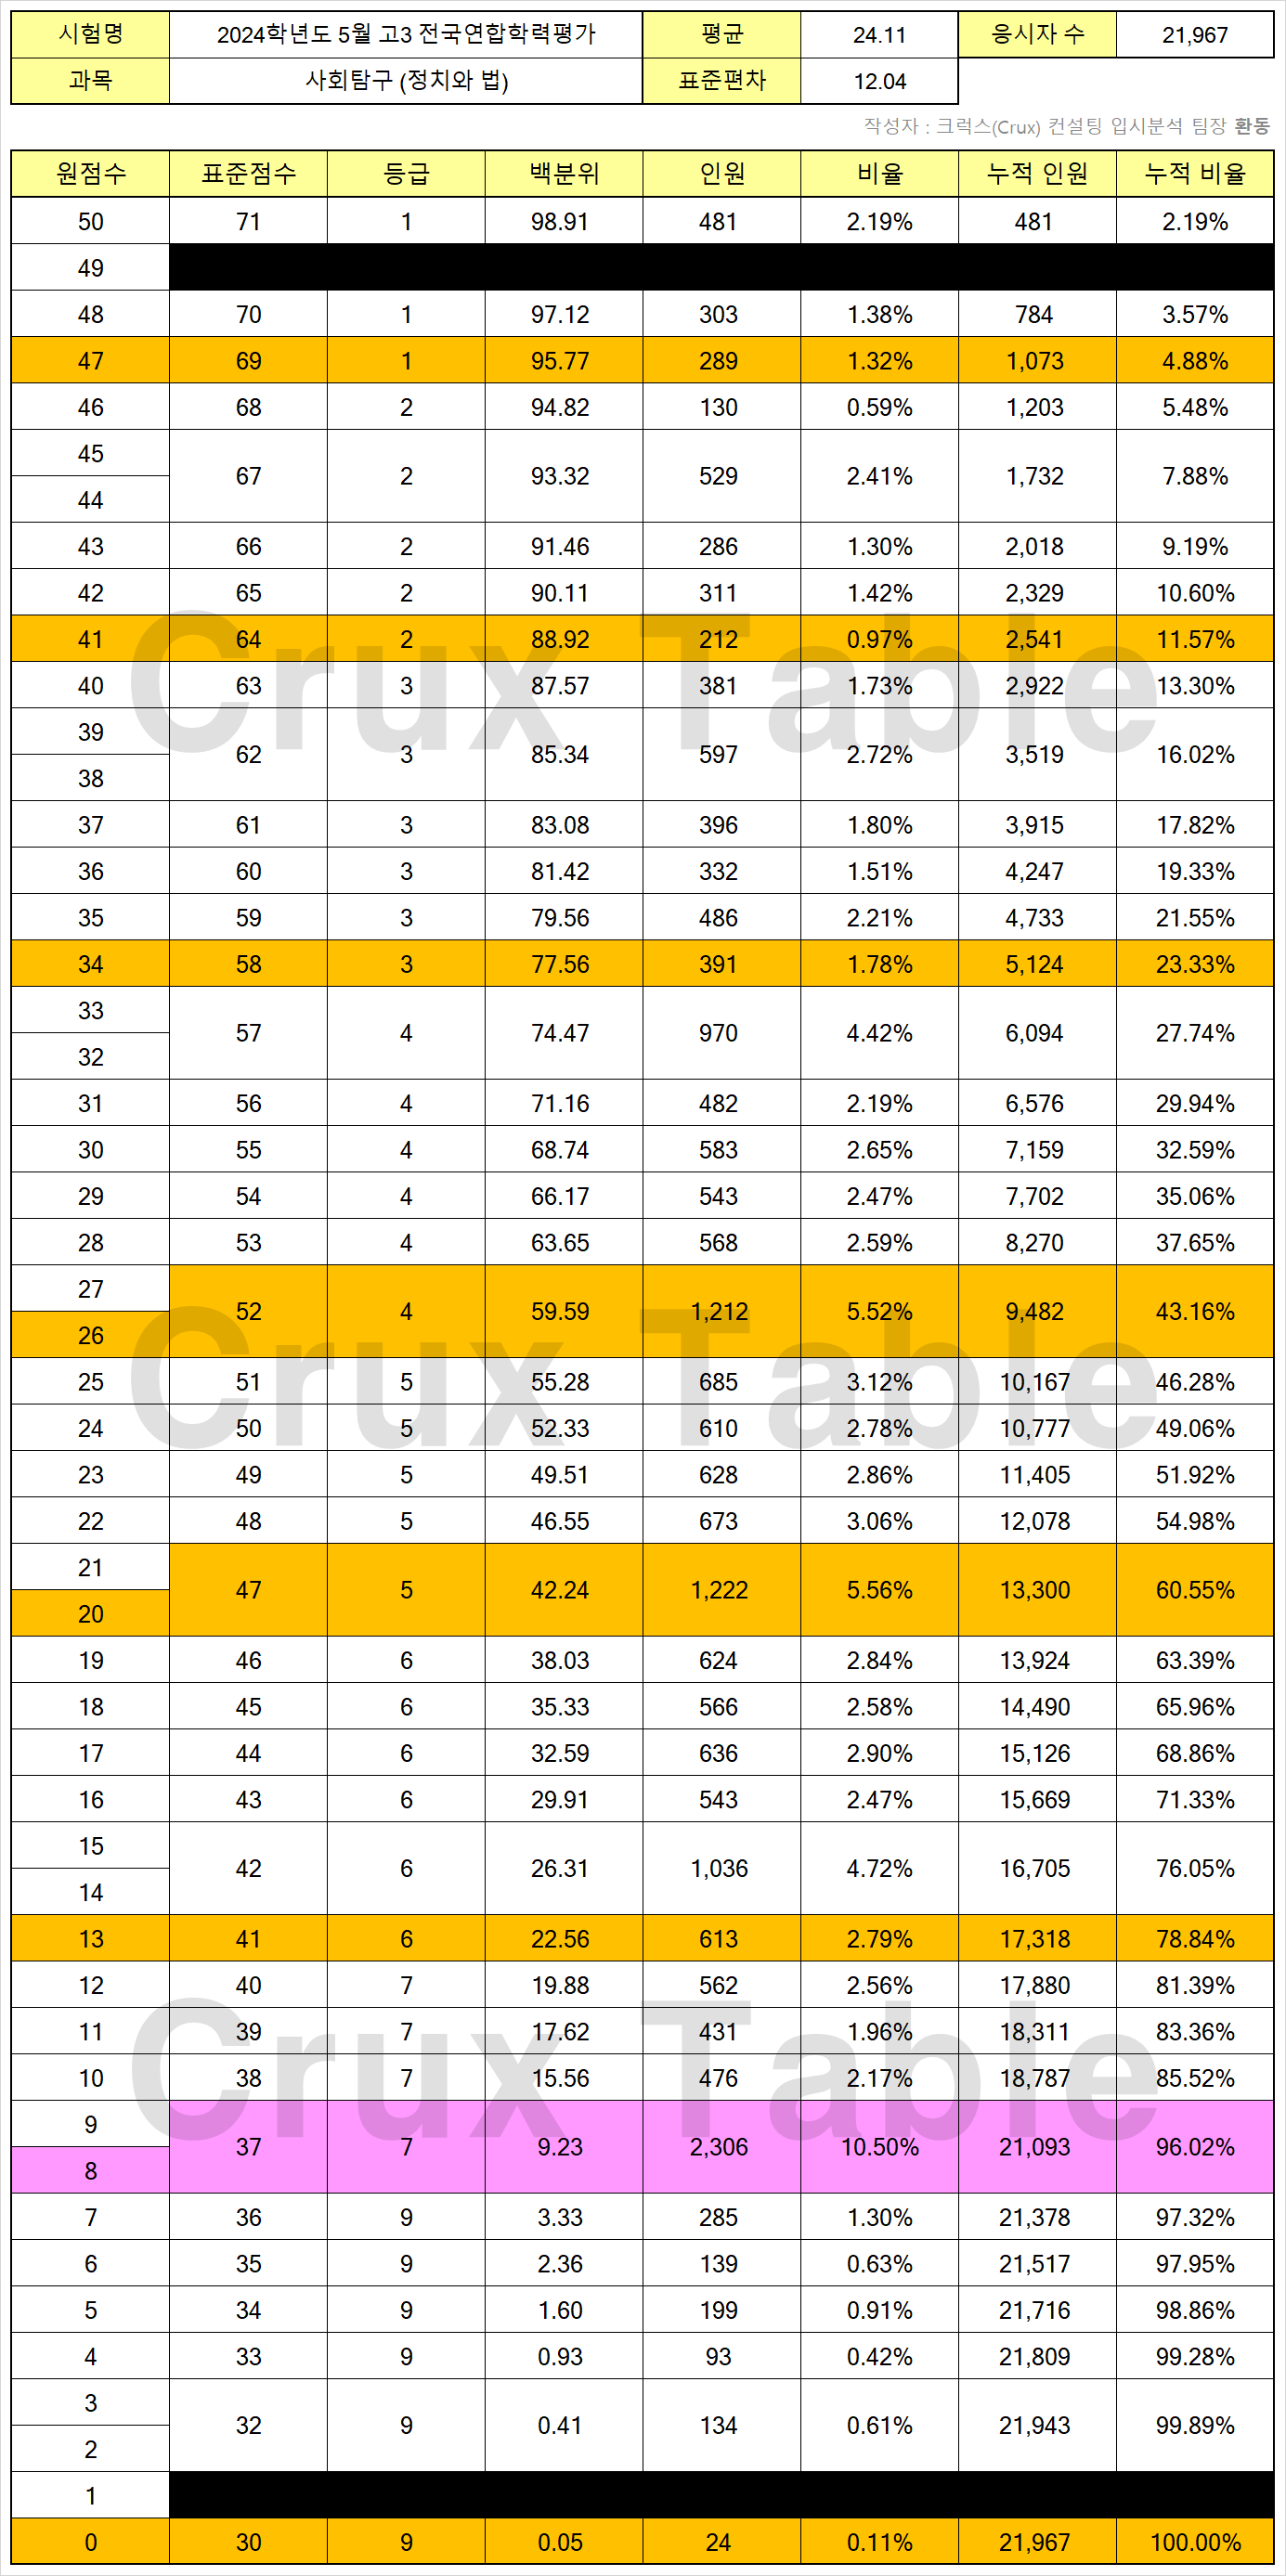 시험명 2024학년도 5월 고3 전국연합학력평가 평균 24.11 응시자 수 21,967
과목 사회탐구 (정치와 법) 표준편차 12.04
작성자 : 크럭스(Crux) 컨설팅 입시분석 팀장 환동
원점수 표준점수 등급 백분위 인원 비율 누적 인원 누적 비율
50 71 1 98.91 481 2.19% 481 2.19%
49
48 70 1 97.12 303 1.38% 784 3.57%
47 69 1 95.77 289 1.32% 1,073 4.88%
46 68 2 94.82 130 0.59% 1,203 5.48%
45
67 2 93.32 529 2.41% 1,732 7.88%
44
43 66 2 91.46 286 1.30% 2,018 9.19%
42 65 2 90.11 311 1.42% 2,329 10.60%
41 64 2 88.92 212 0.97% 2,541 11.57%
Crux Table
40 63 3 87.57 381 1.73% 2,922 13.30%
39
62 3 85.34 597 2.72% 3,519 16.02%
38
37 61 3 83.08 396 1.80% 3,915 17.82%
36 60 3 81.42 332 1.51% 4,247 19.33%
35 59 3 79.56 486 2.21% 4,733 21.55%
34 58 3 77.56 391 1.78% 5,124 23.33%
33
57 4 74.47 970 4.42% 6,094 27.74%
32
31 56 4 71.16 482 2.19% 6,576 29.94%
30 55 4 68.74 583 2.65% 7,159 32.59%
29 54 4 66.17 543 2.47% 7,702 35.06%
28 53 4 63.65 568 2.59% 8,270 37.65%
27
52 4 59.59 1,212 5.52% 9,482 43.16%
26
Crux Table
25 51 5 55.28 685 3.12% 10,167 46.28%
24 50 5 52.33 610 2.78% 10,777 49.06%
23 49 5 49.51 628 2.86% 11,405 51.92%
22 48 5 46.55 673 3.06% 12,078 54.98%
21
47 5 42.24 1,222 5.56% 13,300 60.55%
20
19 46 6 38.03 624 2.84% 13,924 63.39%
18 45 6 35.33 566 2.58% 14,490 65.96%
17 44 6 32.59 636 2.90% 15,126 68.86%
16 43 6 29.91 543 2.47% 15,669 71.33%
15
42 6 26.31 1,036 4.72% 16,705 76.05%
14
13 41 6 22.56 613 2.79% 17,318 78.84%
12 40 7 19.88 562 2.56% 17,880 81.39%
11 39 7 17.62 431 1.96% 18,311 83.36%
Crux Table
10 38 7 15.56 476 2.17% 18,787 85.52%
9
37 7 9.23 2,306 10.50% 21,093 96.02%
8
7 36 9 3.33 285 1.30% 21,378 97.32%
6 35 9 2.36 139 0.63% 21,517 97.95%
5 34 9 1.60 199 0.91% 21,716 98.86%
4 33 9 0.93 93 0.42% 21,809 99.28%
3
32 9 0.41 134 0.61% 21,943 99.89%
2
1
0 30 9 0.05 24 0.11% 21,967 100.00%